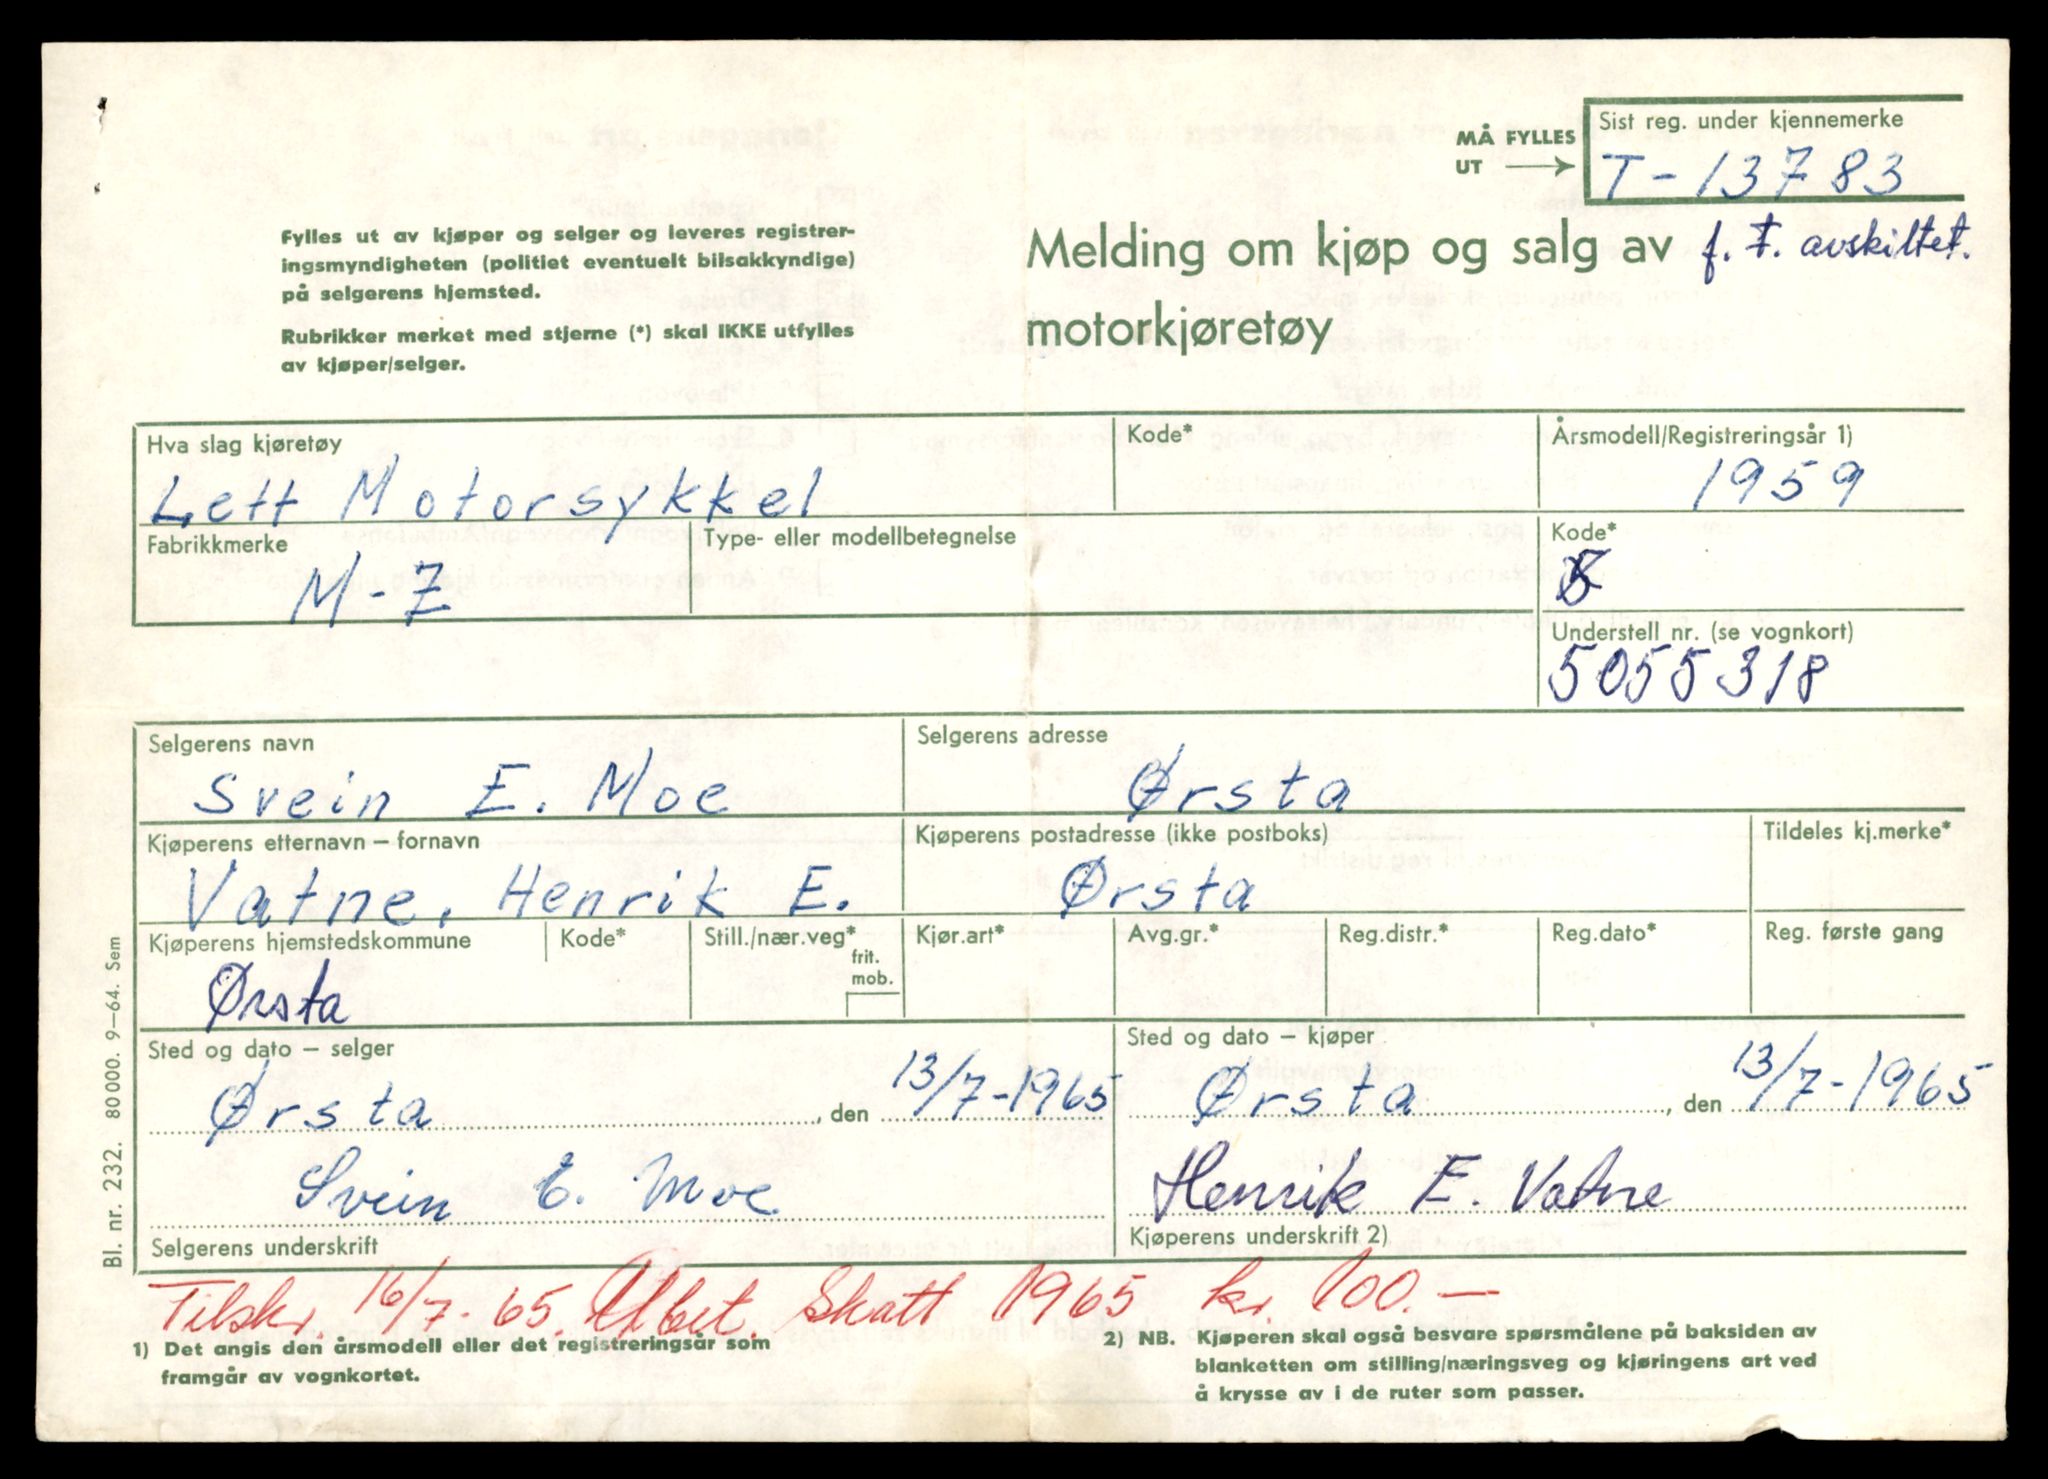 MÅ FYLLES
UT
Sist reg. under kjennemerke
T-13783
Fylles ut av kjøper og selger og leveres registrer-
ingsmyndigheten (politiet eventuelt bilsakkyndige)
på selgerens hjemsted.
Rubrikker merket med stjerne (*) skal IKKE utfylles
av kjøper/selger.
Melding om kjøp og salg av
motorkjøretøy
f. T. avskiltet.
Hva slag kjøretøy
Lett Motorsykkel
Kode*
Årsmodell/Registreringsår 1)
1959
Fabrikkmerke
M-Z
Type- eller modellbetegnelse
Kode*
Understell nr. (se vognkort)
5055318
Selgerens navn
Svein E. Moe
Selgerens adresse
Ørsta
Kjøperens etternavn – fornavn
Vatne, Henrik E.
Kjøperens postadresse (ikke postboks)
Ørsta
Tildeles kj.merke*
Kjøperens hjemstedskommune
Ørsta
Kode*
Still./nær.veg*
frit.
mob.
Kjør.art*
Avg.gr.*
Reg.distr.*
Reg.dato*
Reg. første gang
Sted og dato – selger
Ørsta, den 13/7-1965
Svein E. Moe
Selgerens underskrift
Sted og dato – kjøper
Ørsta, den 13/7-1965
Henrik E. Vatne
Kjøperens underskrift 2)
Tilskr. 16/7-65. Ubet. Skatt 1965 kr. 100.—
1) Det angis den årsmodell eller det registreringsår som
framgår av vognkortet.
2) NB. Kjøperen skal også besvare spørsmålene på baksiden av
blanketten om stilling/næringsveg og kjøringens art ved
å krysse av i de ruter som passer.
Bl. nr. 232. 80 000. 9–64. Sem